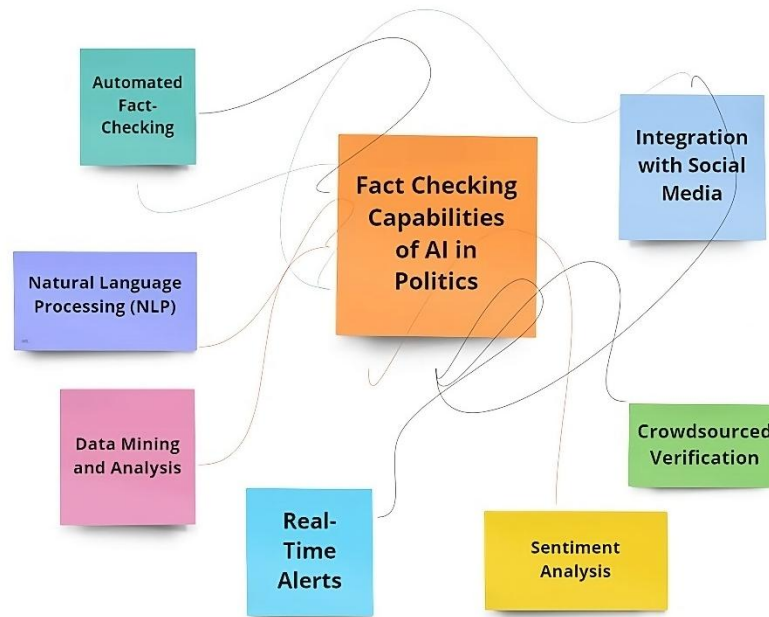 Automated
Fact-
Checking
Fact Checking
Capabilities
of AI in
Politics
Integration
with Social
Media
Natural Language
Processing (NLP)
Data Mining
and Analysis
Crowdsourced
Verification
Real-
Time
Alerts
Sentiment
Analysis